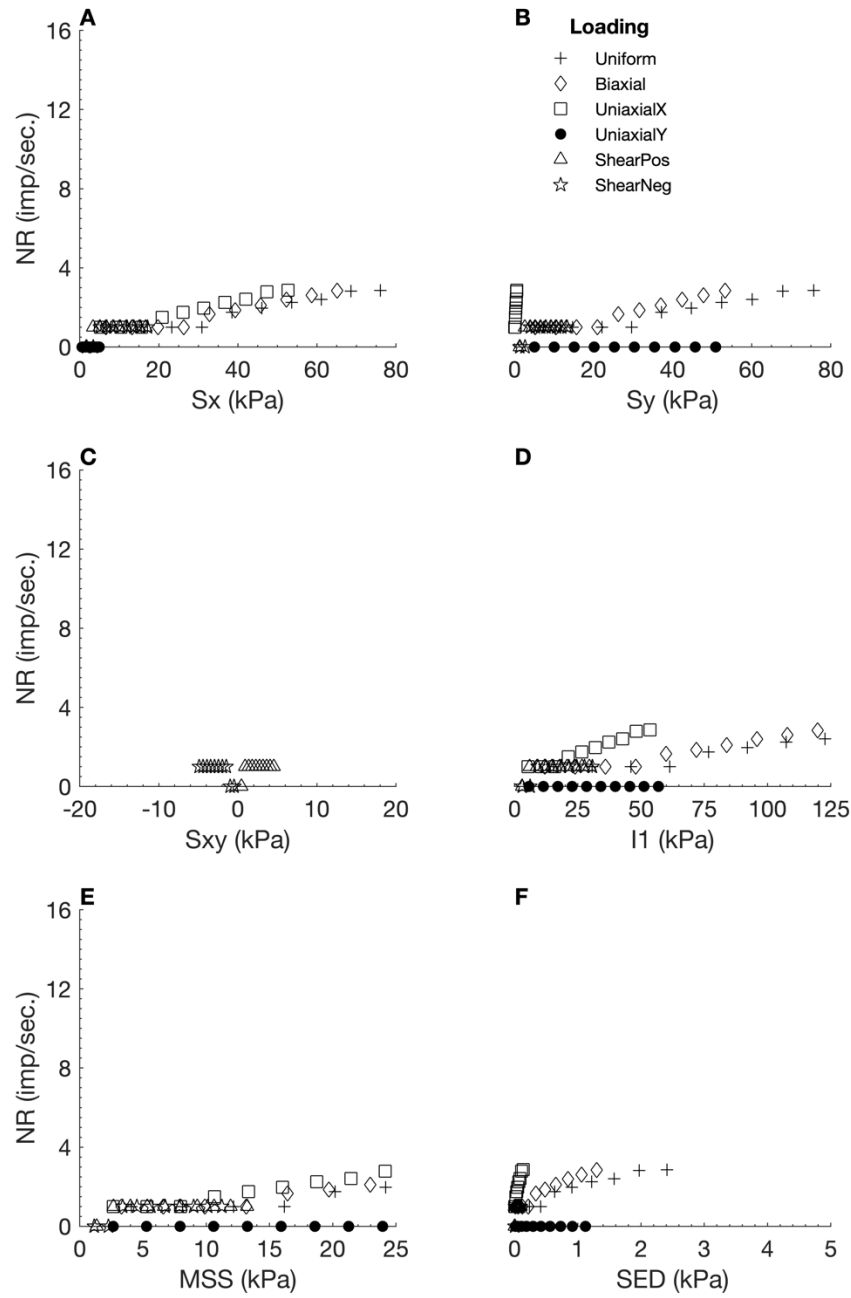 A
16
12
8
4
0
NR (imp/sec.)
0 20 40 60 80
Sx (kPa)
B
Loading
Uniform
Biaxial
UniaxialX
UniaxialY
ShearPos
ShearNeg
0 20 40 60 80
Sy (kPa)
C
16
12
8
4
0
NR (imp/sec.)
-20 -10 0 10 20
Sxy (kPa)
D
0 25 50 75 100 125
I1 (kPa)
E
16
12
8
4
0
NR (imp/sec.)
0 5 10 15 20 25
MSS (kPa)
F
0 1 2 3 4 5
SED (kPa)